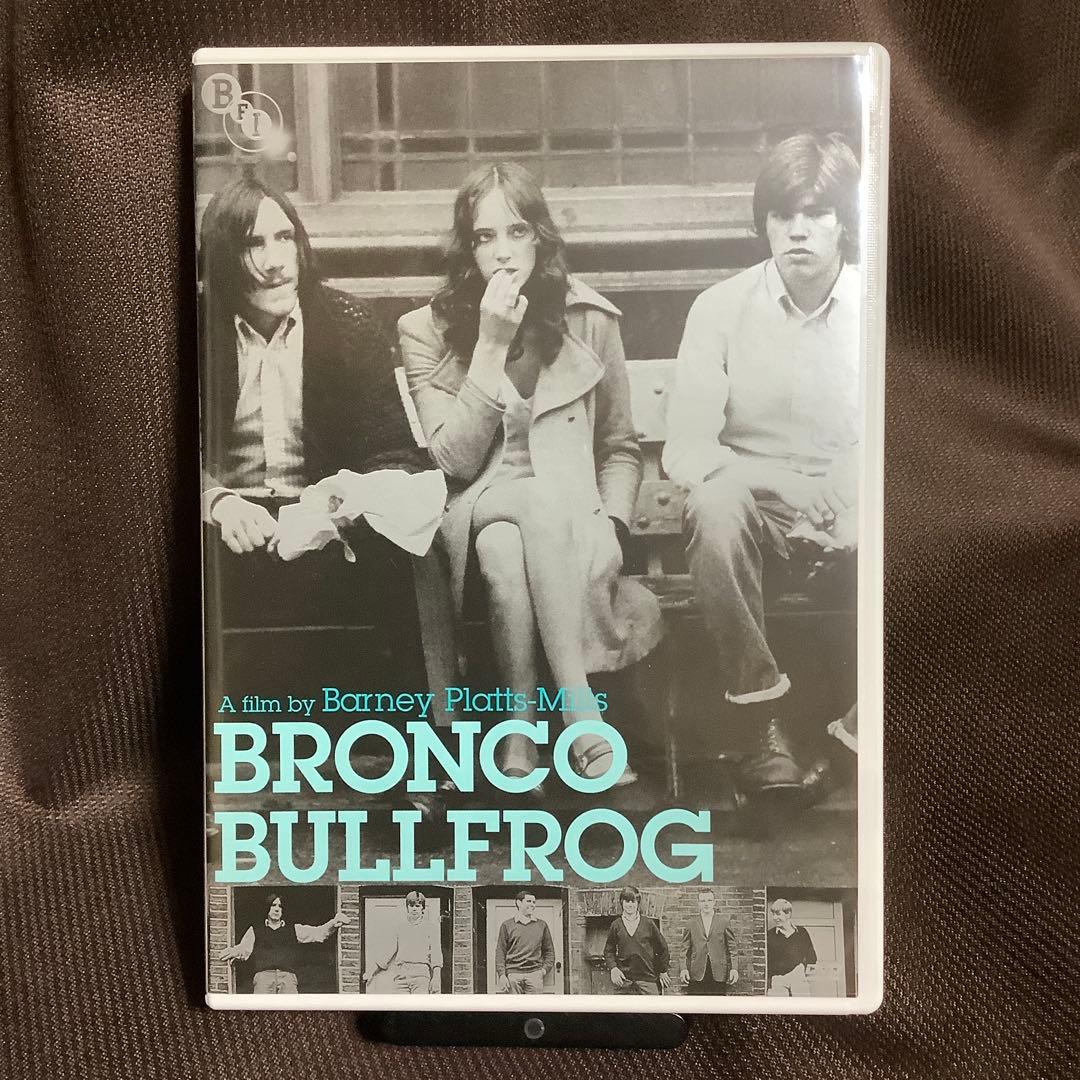 BFI
A film by Barney Platts-Mills
BRONCO
BULLFROG